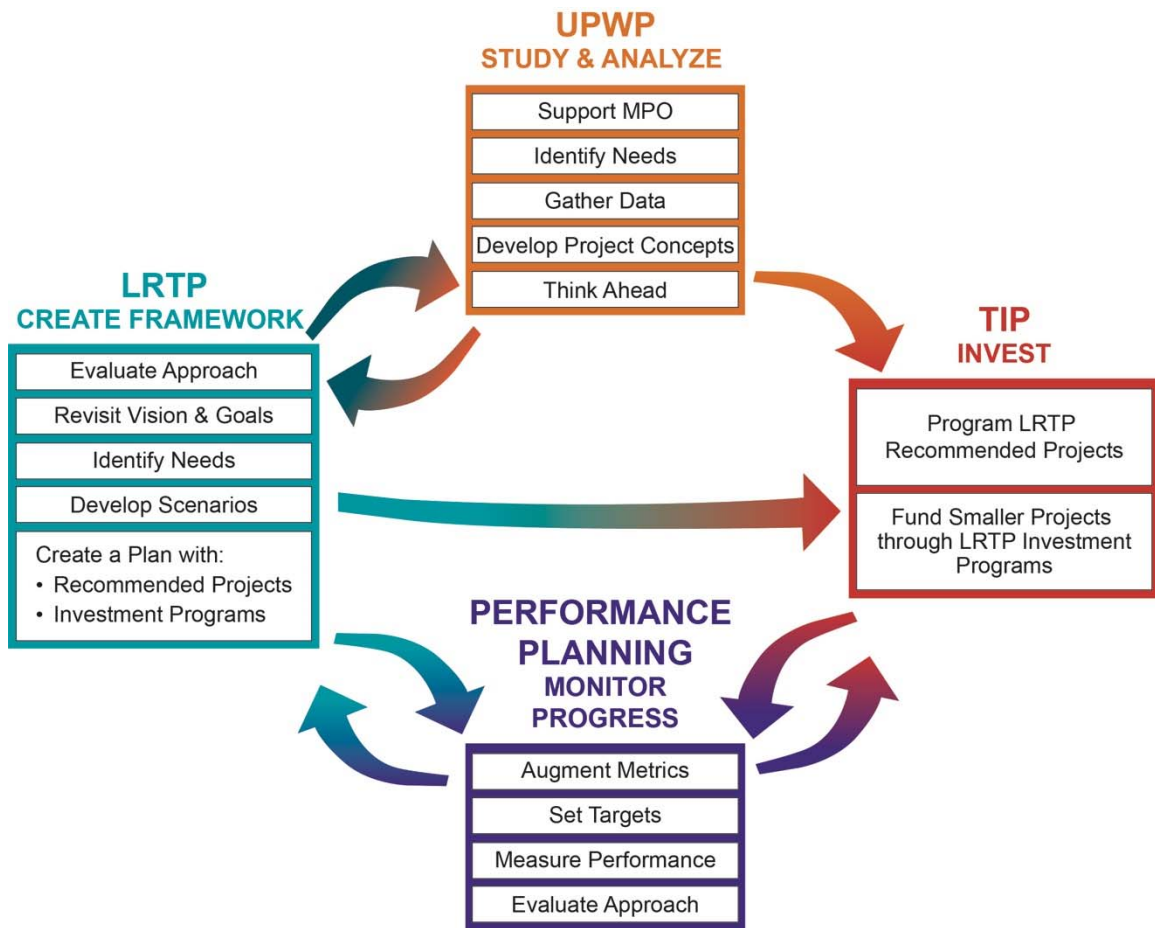 UPWP
STUDY & ANALYZE
Support MPO
Identify Needs
Gather Data
Develop Project Concepts
Think Ahead
LRTP
CREATE FRAMEWORK
Evaluate Approach
Revisit Vision & Goals
Identify Needs
Develop Scenarios
Create a Plan with:
• Recommended Projects
• Investment Programs
TIP
INVEST
Program LRTP
Recommended Projects
Fund Smaller Projects
through LRTP Investment
Programs
PERFORMANCE
PLANNING
MONITOR
PROGRESS
Augment Metrics
Set Targets
Measure Performance
Evaluate Approach